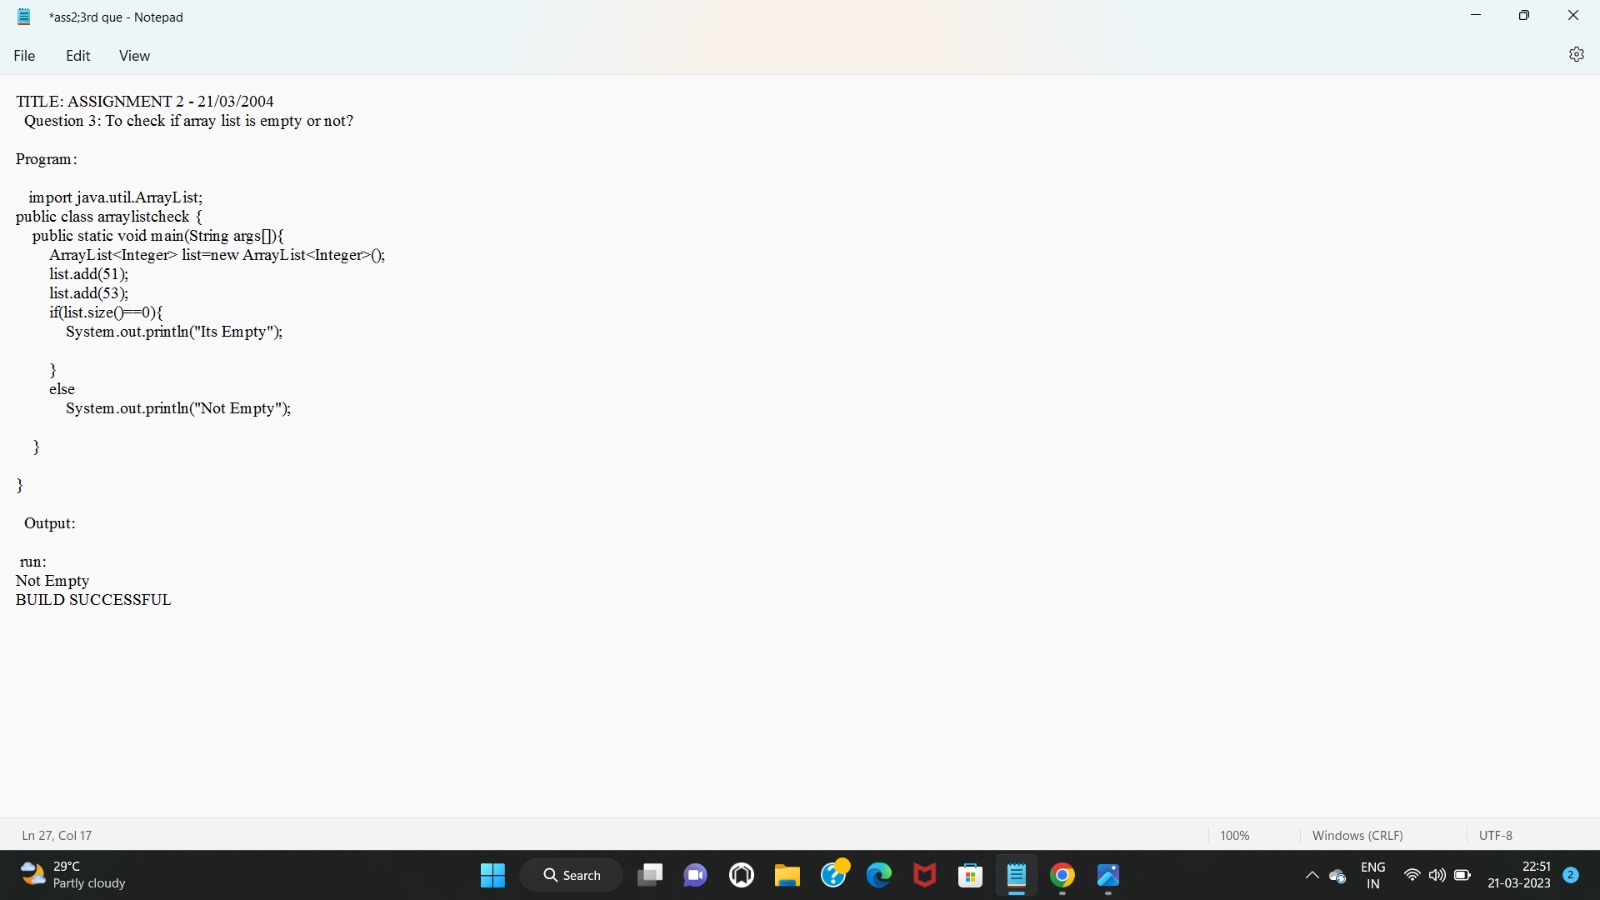 *ass2;3rd que - Notepad
File Edit View
TITLE: ASSIGNMENT 2 - 21/03/2004
Question 3: To check if array list is empty or not?
Program:
import java.util.ArrayList;
public class arraylistcheck {
public static void main(String args[]){
ArrayList<Integer> list=new ArrayList<Integer>();
list.add(51);
list.add(53);
if(list.size()==0){
System.out.println("Its Empty");
}
else
System.out.println("Not Empty");
}
}
Output:
run:
Not Empty
BUILD SUCCESSFUL
Ln 27, Col 17 100% Windows (CRLF) UTF-8
29°C
Partly cloudy
Search
ENG
IN
22:51
21-03-2023
2